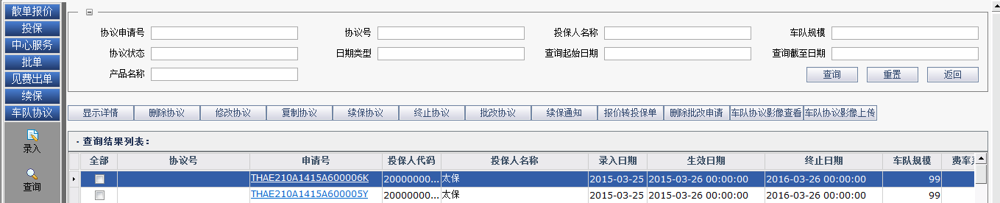 散单报价
投保
中心服务
批单
见费出单
续保
车队协议
录入
查询
协议申请号 协议号 投保人名称 车队规模
协议状态 日期类型 查询起始日期 查询截至日期
产品名称 查询 重置 返回
显示详情 删除协议 修改协议 复制协议 续保协议 终止协议 批改协议 续保通知 报价转投保单 删除批改申请 车队协议影像查看 车队协议影像上传
· 查询结果列表：
全部 协议号 申请号 投保人代码 投保人名称 录入日期 生效日期 终止日期 车队规模 费率
THAE210A1415A600006K 20000000... 太保 2015-03-25 2015-03-26 00:00:00 2016-03-26 00:00:00 99
THAE210A1415A600005Y 20000000... 太保 2015-03-25 2015-03-26 00:00:00 2016-03-26 00:00:00 99